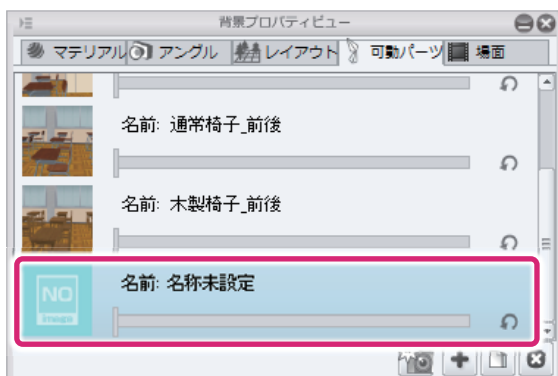 背景プロパティビュー
マテリアル アングル レイアウト 可動パーツ 場面
名前: 通常椅子_前後
名前: 木製椅子_前後
NO
image
名前: 名称未設定